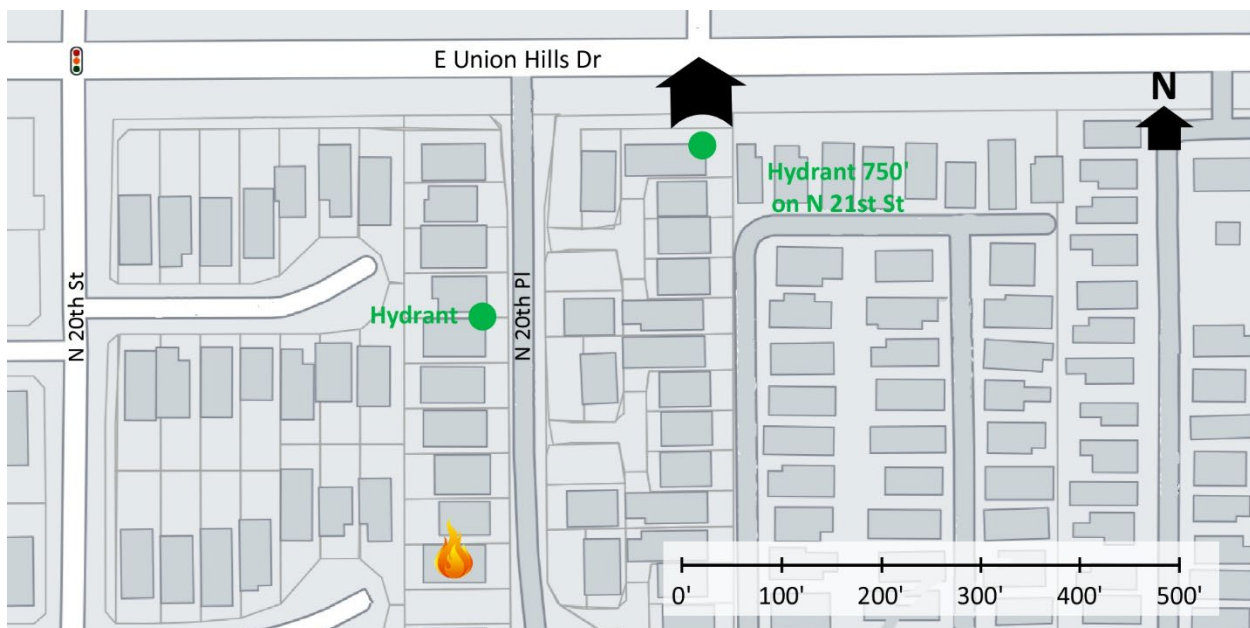 E Union Hills Dr
N
Hydrant 750'
on N 21st St
N 20th St
Hydrant
N 20th Pl
0' 100' 200' 300' 400' 500'